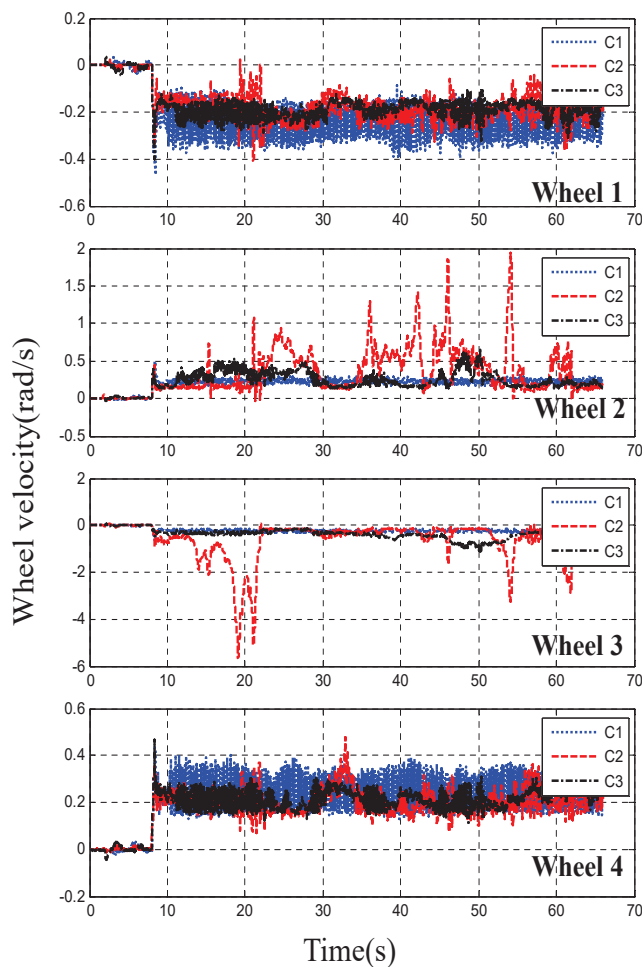 0.2
0
-0.2
-0.4
-0.6
0 10 20 30 40 50 60 70
C1
C2
C3
Wheel 1
2
1.5
1
0.5
0
-0.5
0 10 20 30 40 50 60 70
C1
C2
C3
Wheel 2
Wheel velocity(rad/s)
2
0
-2
-4
-6
0 10 20 30 40 50 60 70
C1
C2
C3
Wheel 3
0.6
0.4
0.2
0
-0.2
0 10 20 30 40 50 60 70
C1
C2
C3
Wheel 4
Time(s)